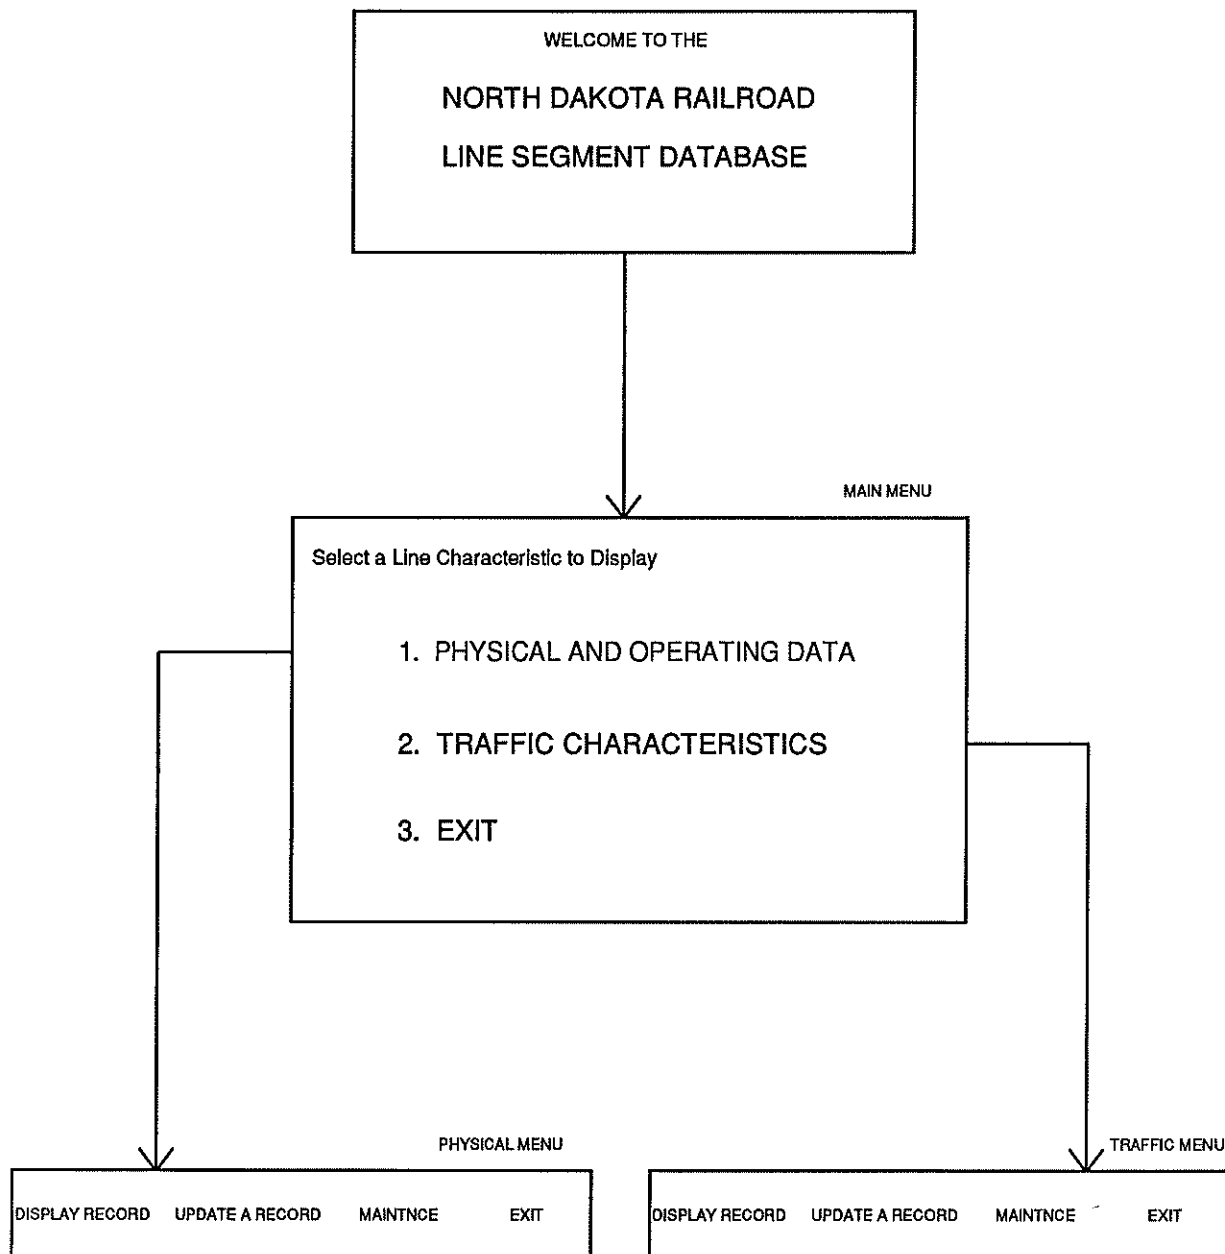 WELCOME TO THE
NORTH DAKOTA RAILROAD
LINE SEGMENT DATABASE
MAIN MENU
Select a Line Characteristic to Display
1. PHYSICAL AND OPERATING DATA
2. TRAFFIC CHARACTERISTICS
3. EXIT
PHYSICAL MENU
DISPLAY RECORD UPDATE A RECORD MAINTNCE EXIT
TRAFFIC MENU
DISPLAY RECORD UPDATE A RECORD MAINTNCE EXIT